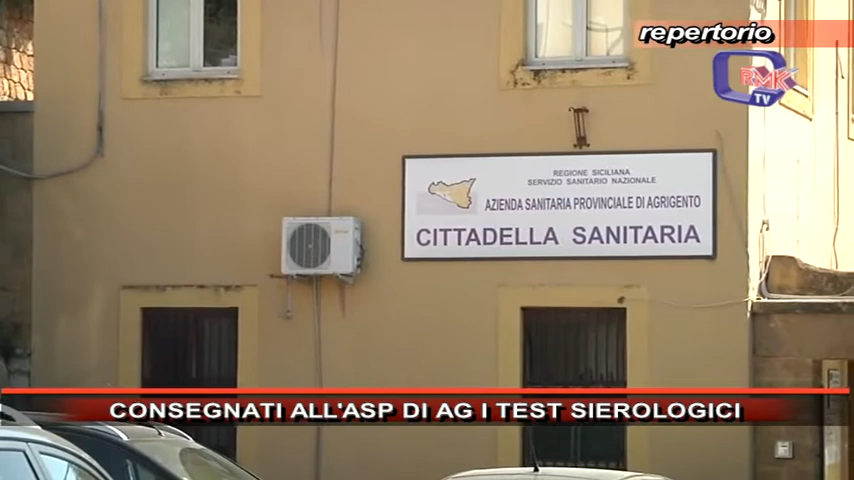 repertorio
RMK
TV
REGIONE SICILIANA
SERVIZIO SANITARIO NAZIONALE
AZIENDA SANITARIA PROVINCIALE DI AGRIGENTO
CITTADELLA SANITARIA
CONSEGNATI ALL'ASP DI AG I TEST SIEROLOGICI